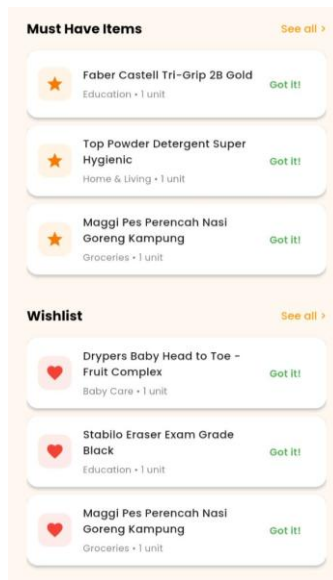 Must Have Items
See all >
Faber Castell Tri-Grip 2B Gold
Education • 1 unit
Got it!
Top Powder Detergent Super
Hygienic
Home & Living • 1 unit
Got it!
Maggi Pes Perencah Nasi
Goreng Kampung
Groceries • 1 unit
Got it!
Wishlist
See all >
Drypers Baby Head to Toe -
Fruit Complex
Baby Care • 1 unit
Got it!
Stabilo Eraser Exam Grade
Black
Education • 1 unit
Got it!
Maggi Pes Perencah Nasi
Goreng Kampung
Groceries • 1 unit
Got it!